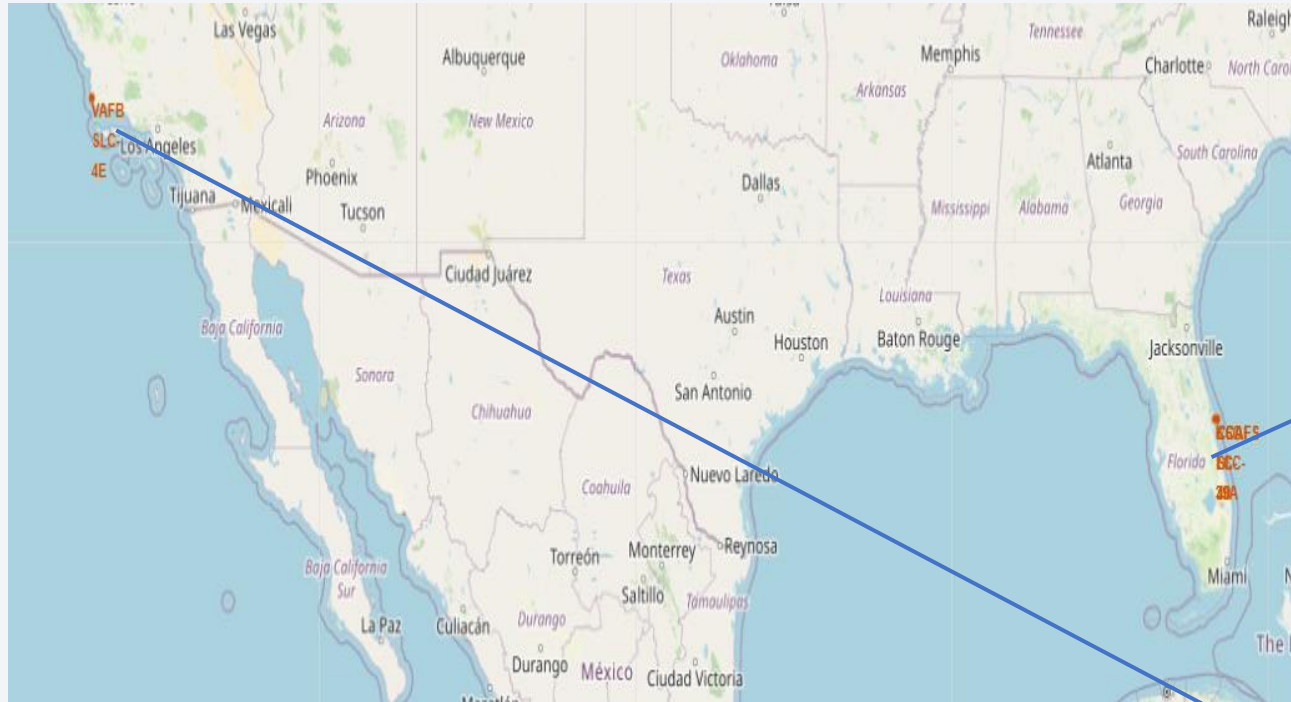 Las Vegas
Albuquerque
Oklahoma
Memphis
Tennessee
Raleigh
Charlotte
North Caro
Arkansas
VAFB
SLC-
4E
Los Angeles
Arizona
New Mexico
Phoenix
Tijuana
Mexicali
Tucson
Dallas
Atlanta
South Carolina
Mississippi
Alabama
Georgia
Ciudad Juárez
Texas
Louisiana
Baja California
Austin
Houston
Baton Rouge
Jacksonville
Sonora
San Antonio
Chihuahua
Florida
Nuevo Laredo
Coahuila
Torreón
Monterrey
Reynosa
Baja California
Sur
Saltillo
Tamaulipas
Miami
La Paz
Culiacán
Durango
Durango
México
Ciudad Victoria
The